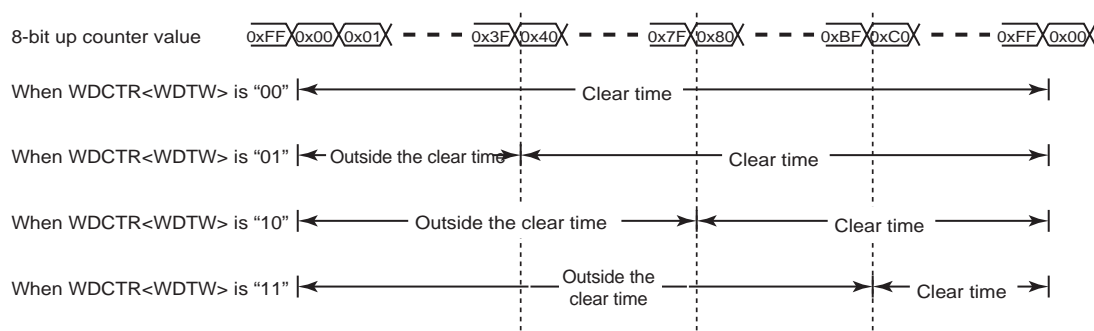 8-bit up counter value 0xFF 0x00 0x01 0x3F 0x40 0x7F 0x80 0xBF 0xC0 0xFF 0x00
When WDCTR<WDTW> is “00” Clear time
When WDCTR<WDTW> is “01” Outside the clear time Clear time
When WDCTR<WDTW> is “10” Outside the clear time Clear time
When WDCTR<WDTW> is “11” Outside the
clear time Clear time